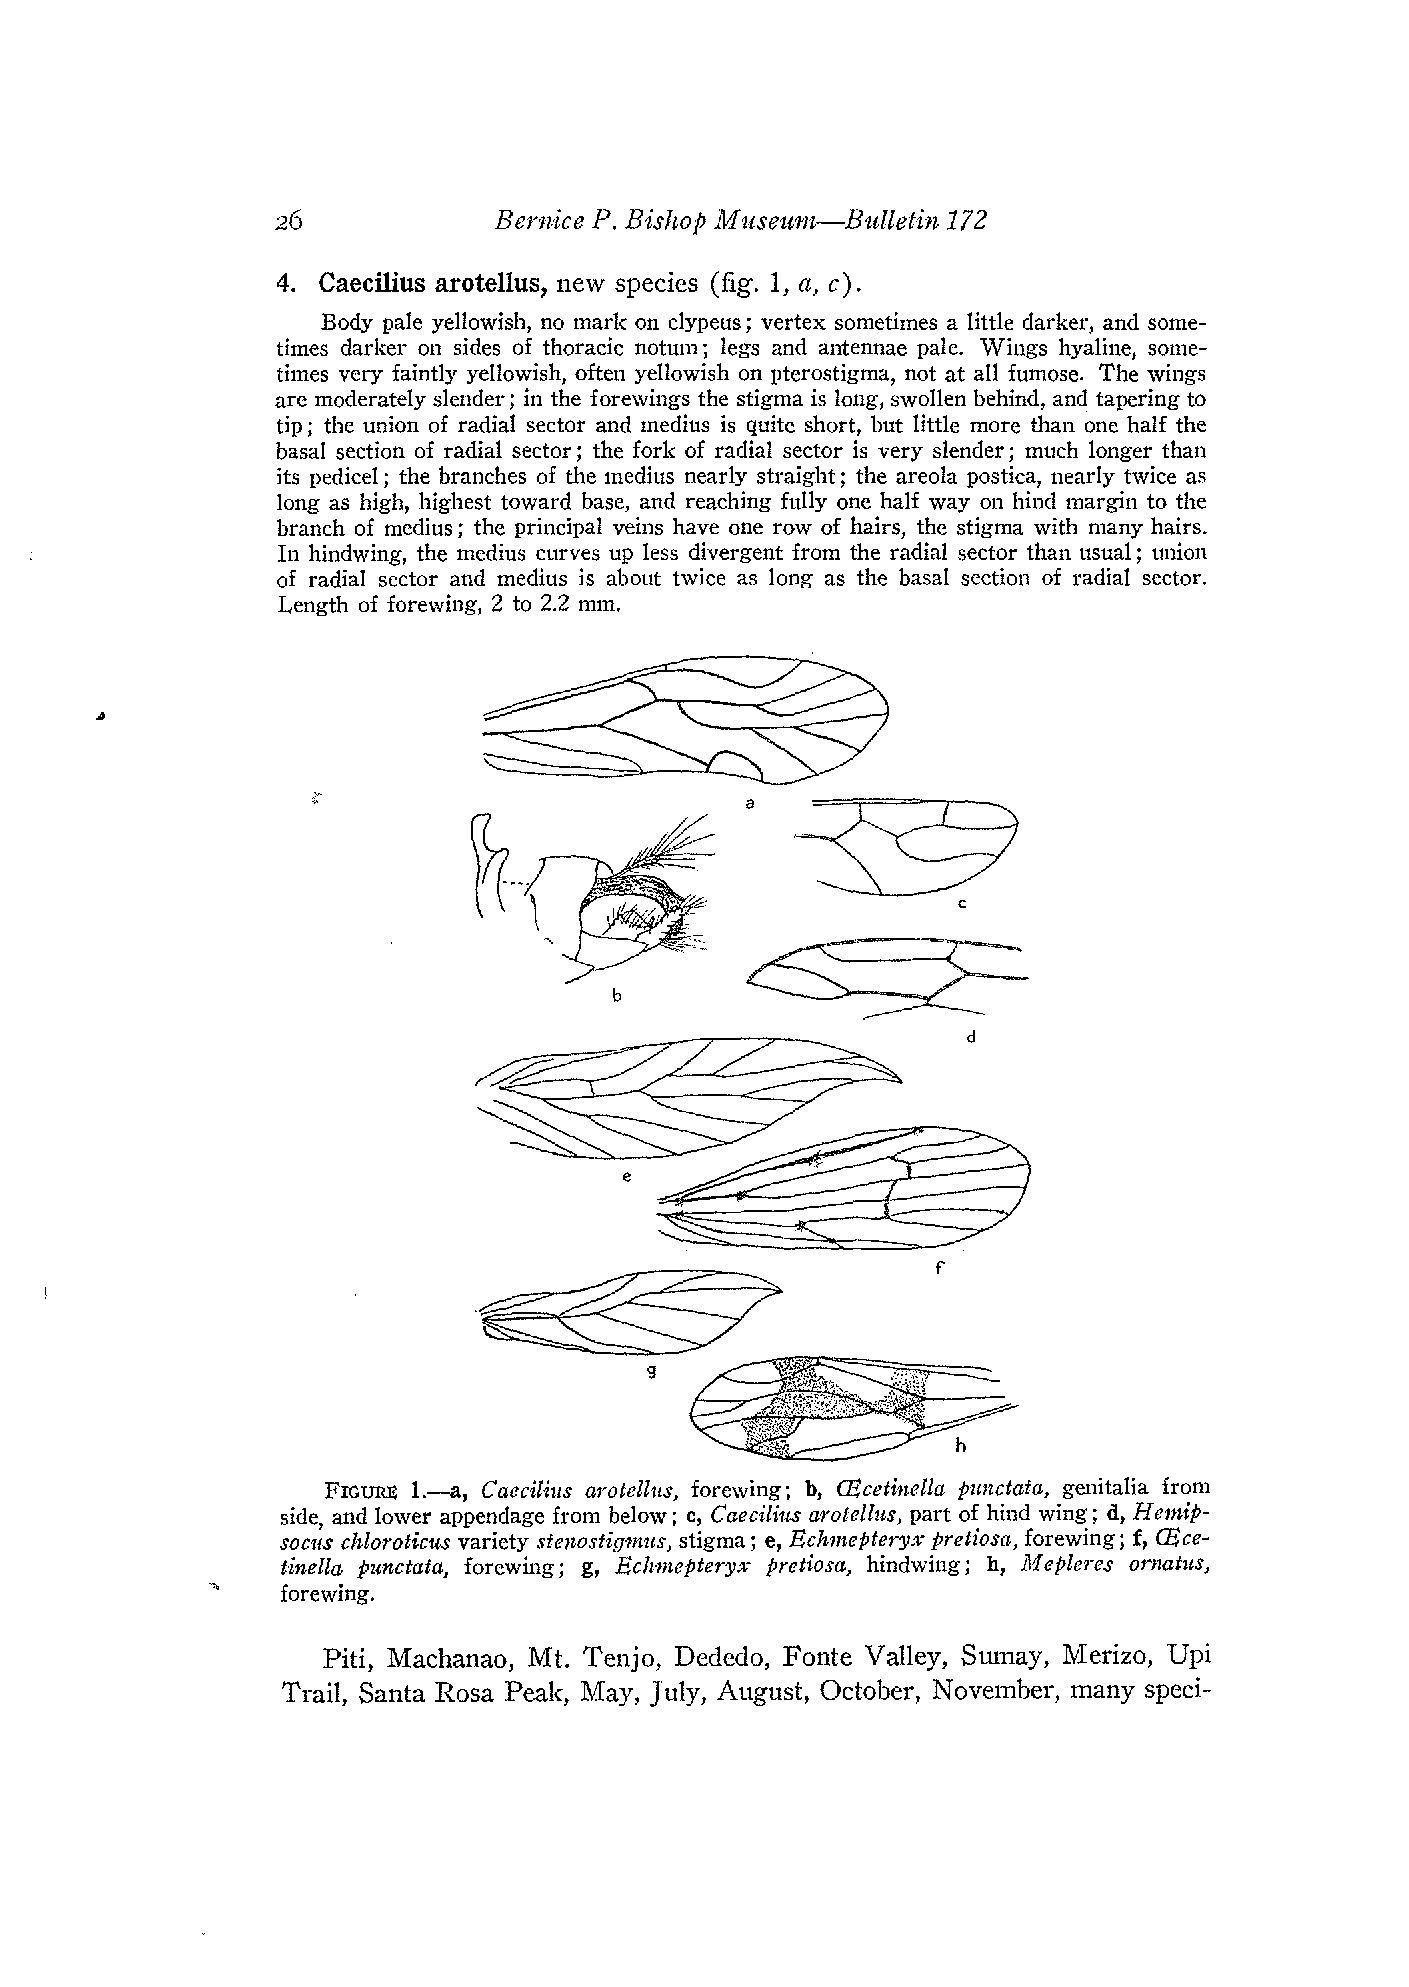 26 Bernice P. Bishop Museum—Bulletin 172
4. Caecilius arotellus, new species (fig. 1, a, c).
Body pale yellowish, no mark on clypeus; vertex sometimes a little darker, and some-
times darker on sides of thoracic notum; legs and antennae pale. Wings hyaline, some-
times very faintly yellowish, often yellowish on pterostigma, not at all fumose. The wings
are moderately slender; in the forewings the stigma is long, swollen behind, and tapering to
tip; the union of radial sector and medius is quite short, but little more than one half the
basal section of radial sector; the fork of radial sector is very slender; much longer than
its pedicel; the branches of the medius nearly straight; the areola postica, nearly twice as
long as high, highest toward base, and reaching fully one half way on hind margin to the
branch of medius; the principal veins have one row of hairs, the stigma with many hairs.
In hindwing, the medius curves up less divergent from the radial sector than usual; union
of radial sector and medius is about twice as long as the basal section of radial sector.
Length of forewing, 2 to 2.2 mm.
a
c
b
d
e
f
g
h
FIGURE 1.—a, Caecilius arotellus, forewing; b, Œcetinella punctata, genitalia from
side, and lower appendage from below; c, Caecilius arotellus, part of hind wing; d, Hemip-
socus chloroticus variety stenostigmus, stigma; e, Echmepteryx pretiosa, forewing; f, Œce-
tinella punctata, forewing; g, Echmepteryx pretiosa, hindwing; h, Mepleres ornatus,
forewing.
Piti, Machanao, Mt. Tenjo, Dededo, Fonte Valley, Sumay, Merizo, Upi
Trail, Santa Rosa Peak, May, July, August, October, November, many speci-